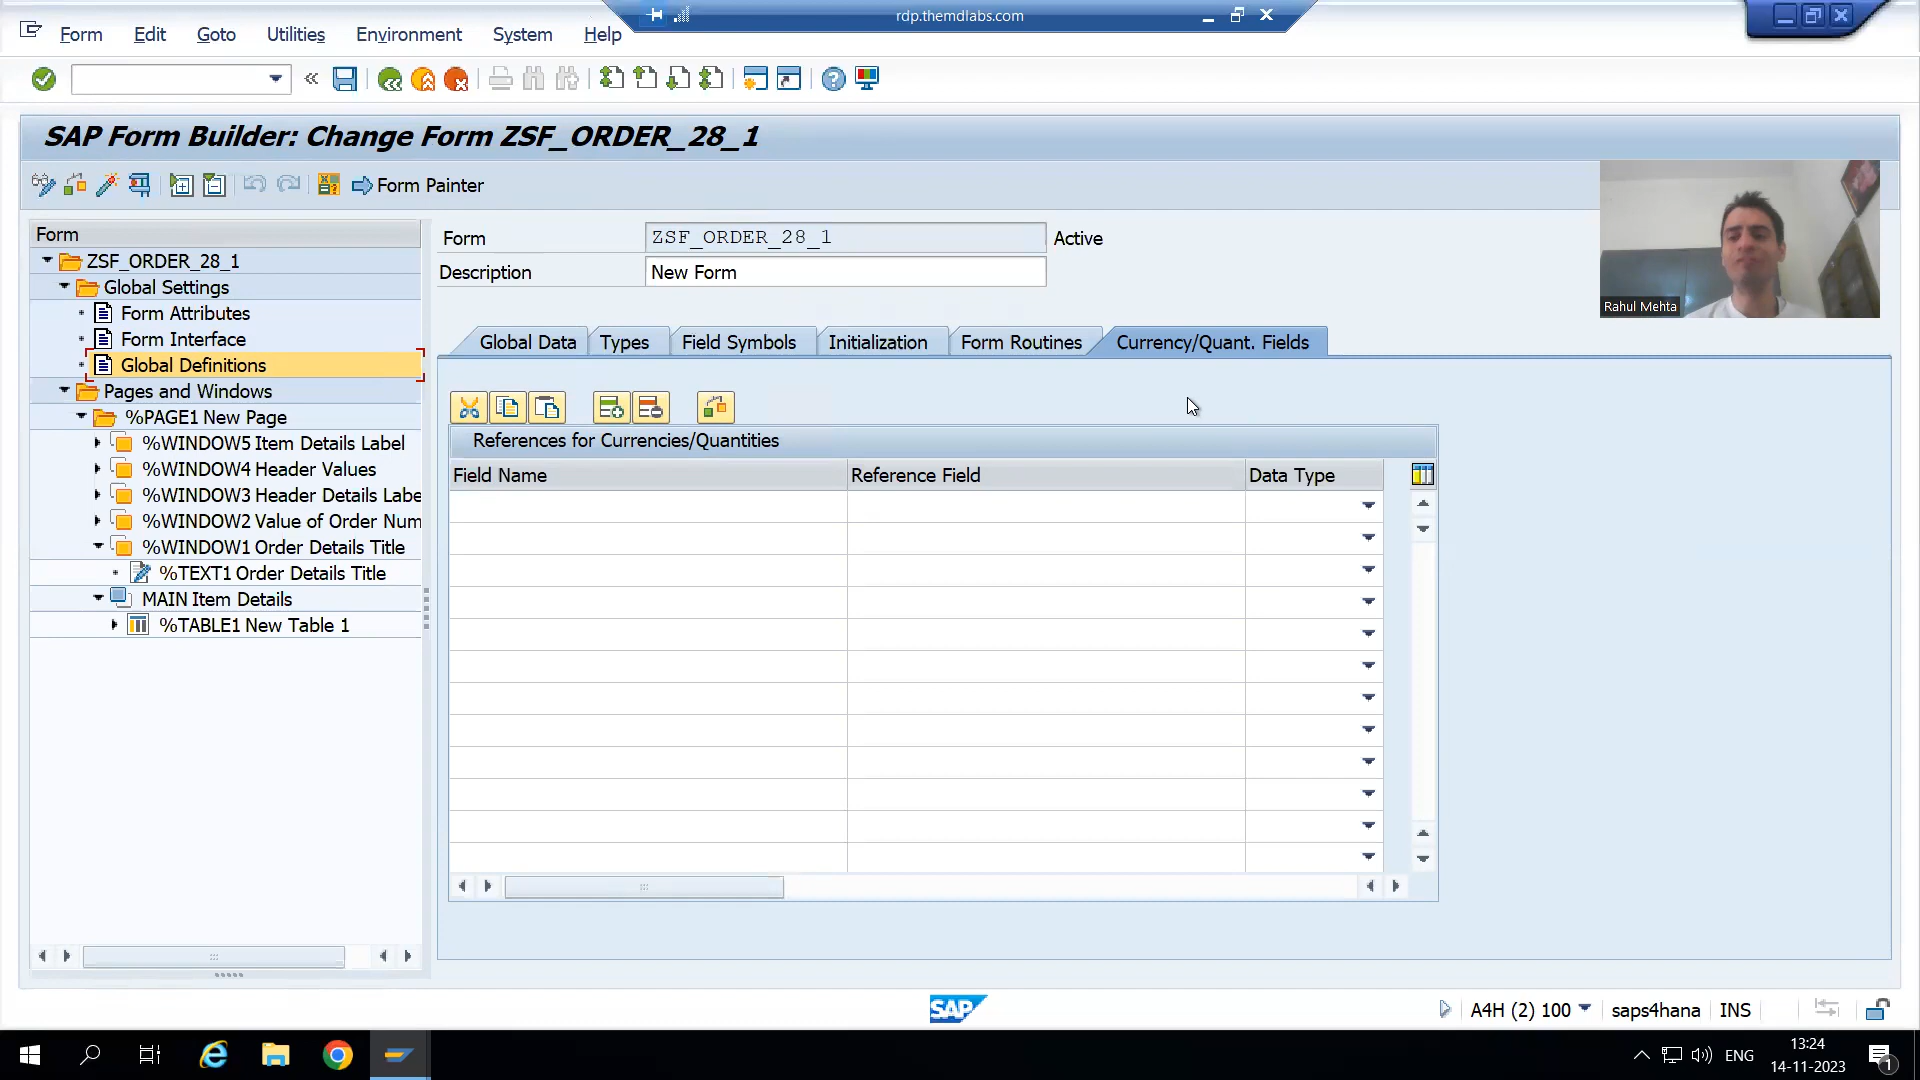 rdp.themdlabs.com
Form Edit Goto Utilities Environment System Help
SAP Form Builder: Change Form ZSF_ORDER_28_1
Form Painter
Form
ZSF_ORDER_28_1
Global Settings
Form Attributes
Form Interface
Global Definitions
Pages and Windows
%PAGE1 New Page
%WINDOW5 Item Details Label
%WINDOW4 Header Values
%WINDOW3 Header Details Labe
%WINDOW2 Value of Order Num
%WINDOW1 Order Details Title
%TEXT1 Order Details Title
MAIN Item Details
%TABLE1 New Table 1
Form ZSF_ORDER_28_1 Active
Description New Form
Global Data Types Field Symbols Initialization Form Routines Currency/Quant. Fields
References for Currencies/Quantities
Field Name Reference Field Data Type
Rahul Mehta
SAP
A4H (2) 100 saps4hana INS
ENG
13:24
14-11-2023
1